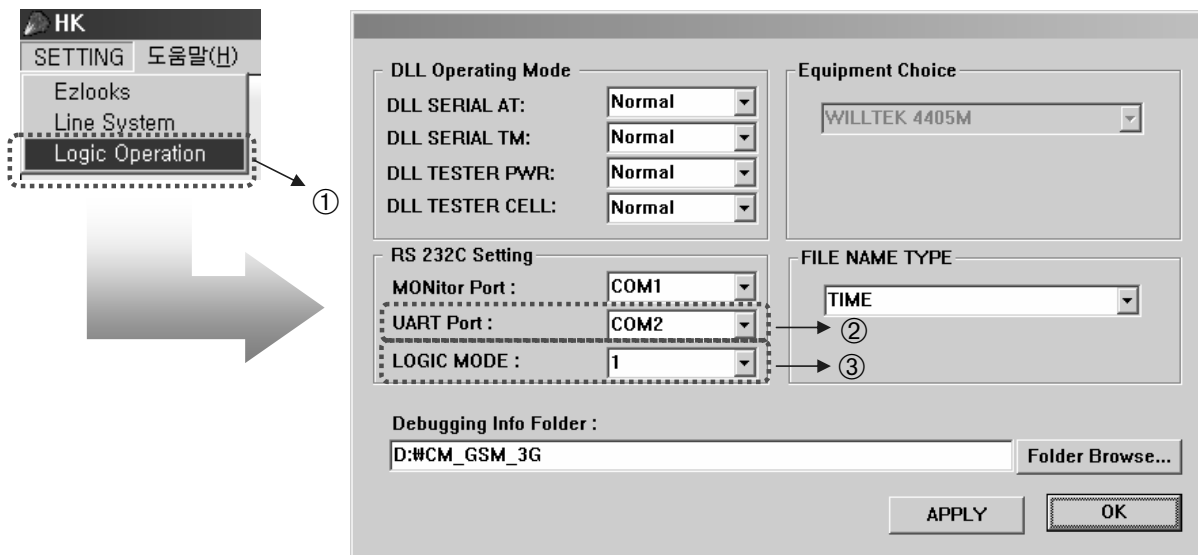 HK
SETTING 도움말(H)
Ezlooks
Line System
Logic Operation
①
DLL Operating Mode
DLL SERIAL AT: Normal
DLL SERIAL TM: Normal
DLL TESTER PWR: Normal
DLL TESTER CELL: Normal
Equipment Choice
WILLTEK 4405M
RS 232C Setting
MONitor Port : COM1
UART Port : COM2
②
LOGIC MODE : 1
③
FILE NAME TYPE
TIME
Debugging Info Folder :
D:₩CM_GSM_3G
Folder Browse...
APPLY
OK